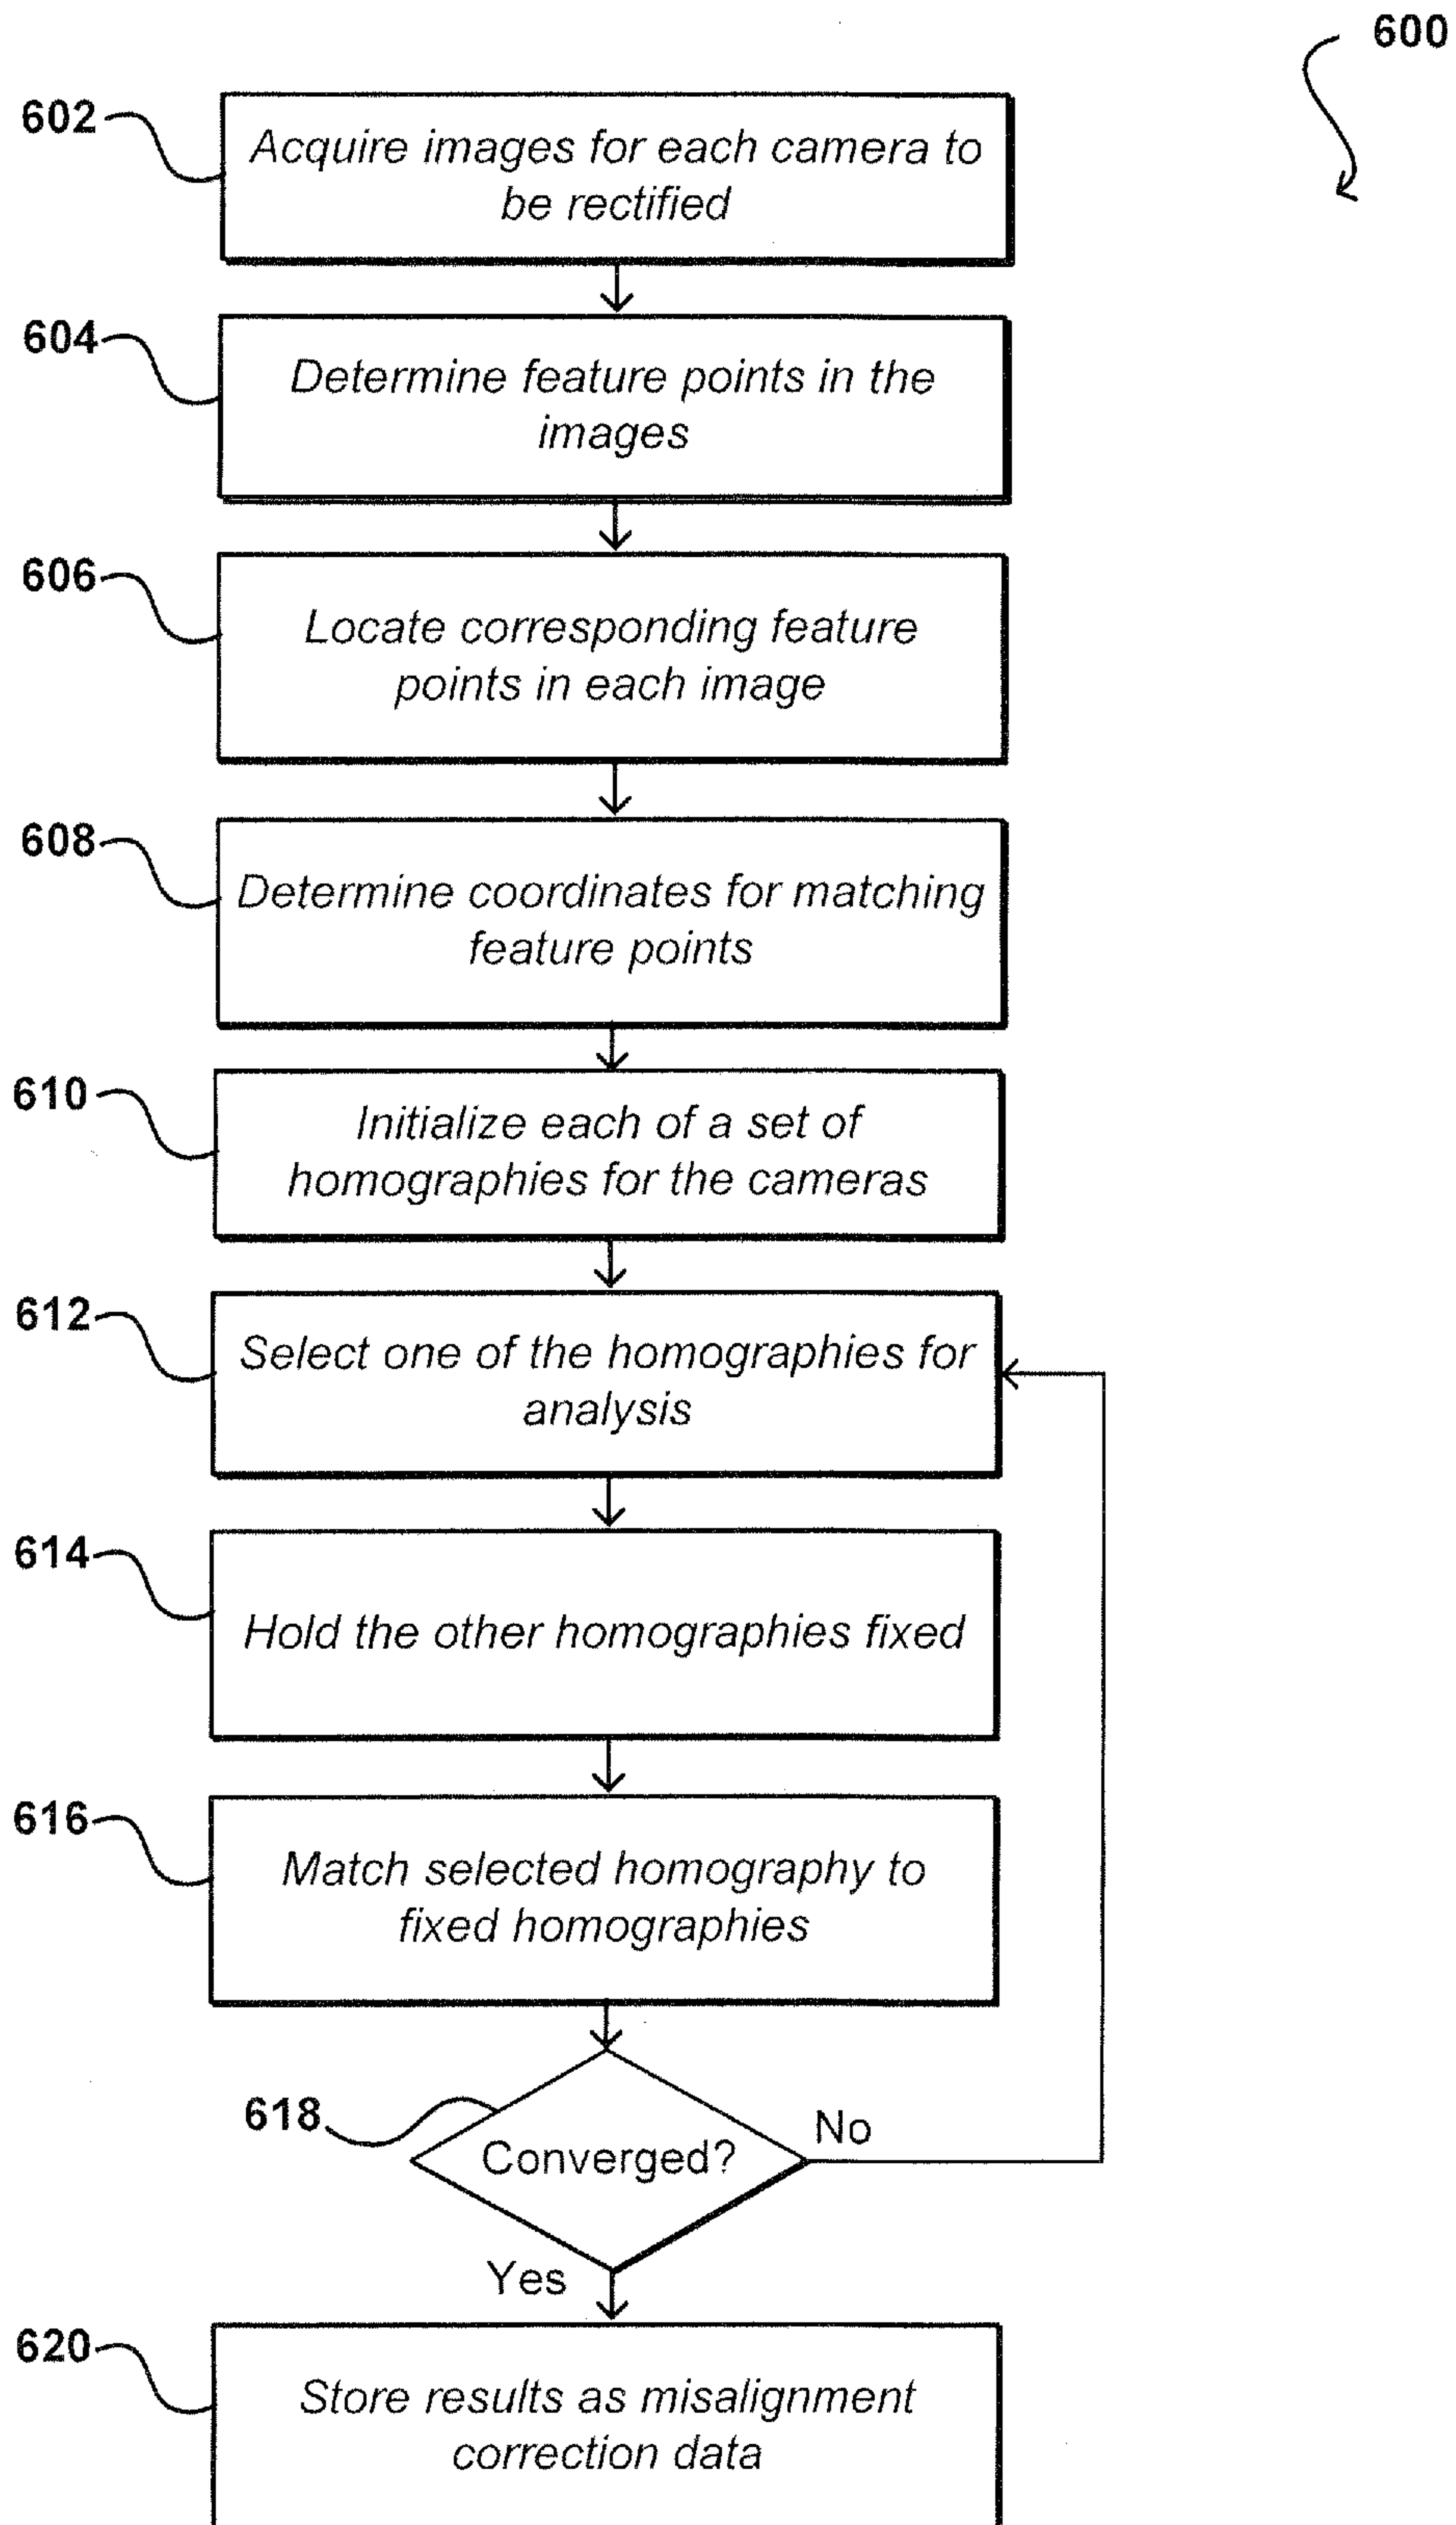 600
602
Acquire images for each camera to
be rectified
604
Determine feature points in the
images
606
Locate corresponding feature
points in each image
608
Determine coordinates for matching
feature points
610
Initialize each of a set of
homographies for the cameras
612
Select one of the homographies for
analysis
614
Hold the other homographies fixed
616
Match selected homography to
fixed homographies
618
Converged?
No
Yes
620
Store results as misalignment
correction data